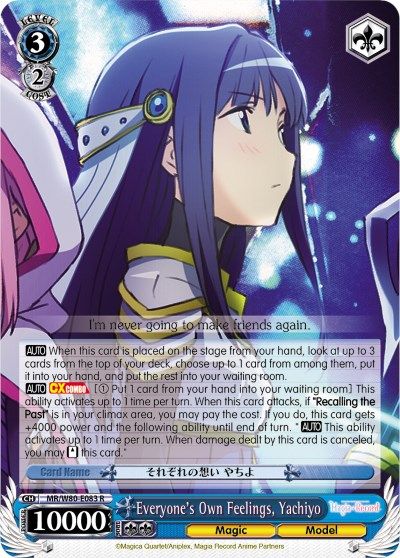 LEVEL
3
2
COST
I'm never going to make friends again.
AUTO When this card is placed on the stage from your hand, look at up to 3
cards from the top of your deck, choose up to 1 card from among them, put
it into your hand, and put the rest into your waiting room.
AUTO CXCOMBO [① Put 1 card from your hand into your waiting room] This
ability activates up to 1 time per turn. When this card attacks, if "Recalling the
Past" is in your climax area, you may pay the cost. If you do, this card gets
+4000 power and the following ability until end of turn. "AUTO This ability activates
up to 1 time per turn. When damage dealt by this card is canceled,
you may this card."
Card Name それぞれの想い やちよ
CH MR/W80-E083 R
Everyone's Own Feelings, Yachiyo
POWER 10000
Magic Model
©Magica Quartet/Aniplex, Magia Record Anime Partners